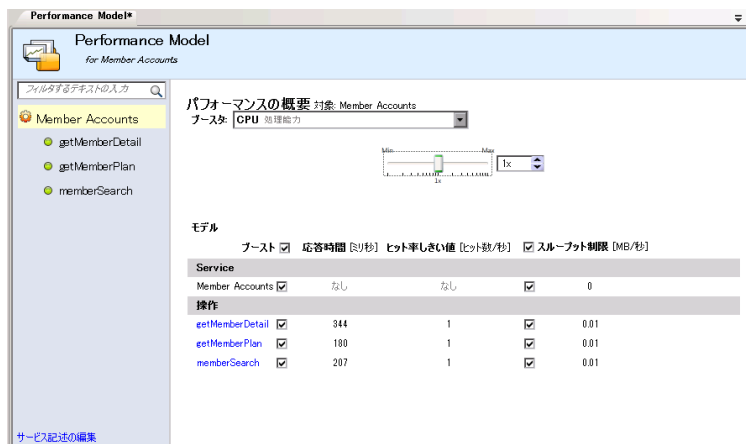 Performance Model*
Performance Model
for Member Accounts
フィルタするテキストの入力
Member Accounts
getMemberDetail
getMemberPlan
memberSearch
サービス記述の編集
パフォーマンスの概要 対象: Member Accounts
ブースタ: CPU 処理能力
Min Max
1x
1x
モデル
ブースト 応答時間 [ミリ秒] ヒット率しきい値 [ヒット数/秒] スループット制限 [MB/秒]
Service
Member Accounts なし なし 0
操作
getMemberDetail 344 1 0.01
getMemberPlan 180 1 0.01
memberSearch 207 1 0.01